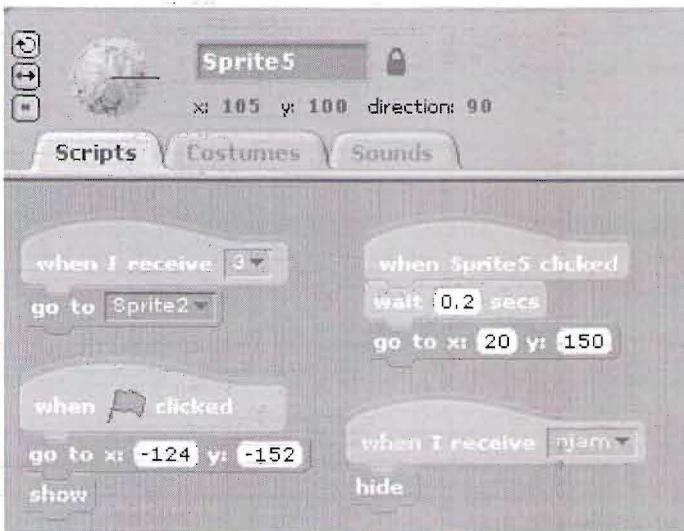 Sprite5
x: 105 y: 100 direction: 90
Scripts Costumes Sounds
when I receive 3
go to Sprite2
when clicked
go to x: -124 y: -152
show
when Sprite5 clicked
wait 0.2 secs
go to x: 20 y: 150
when I receive njam
hide